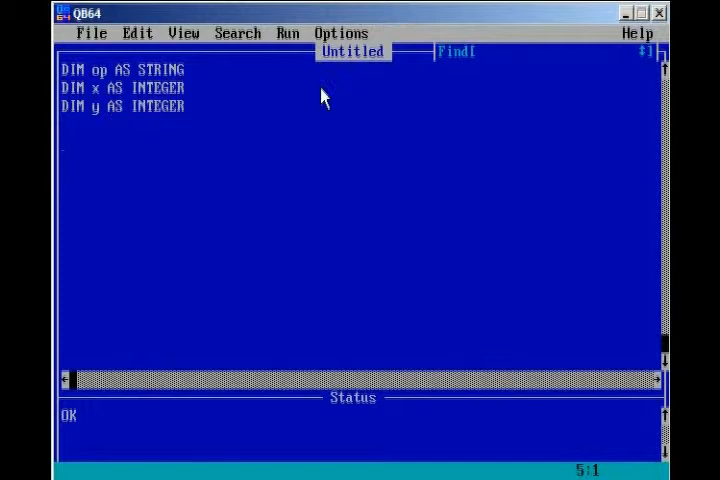 QB64
File Edit View Search Run Options Help
Untitled
Find[ ]
DIM op AS STRING
DIM x AS INTEGER
DIM y AS INTEGER
Status
OK
5:1